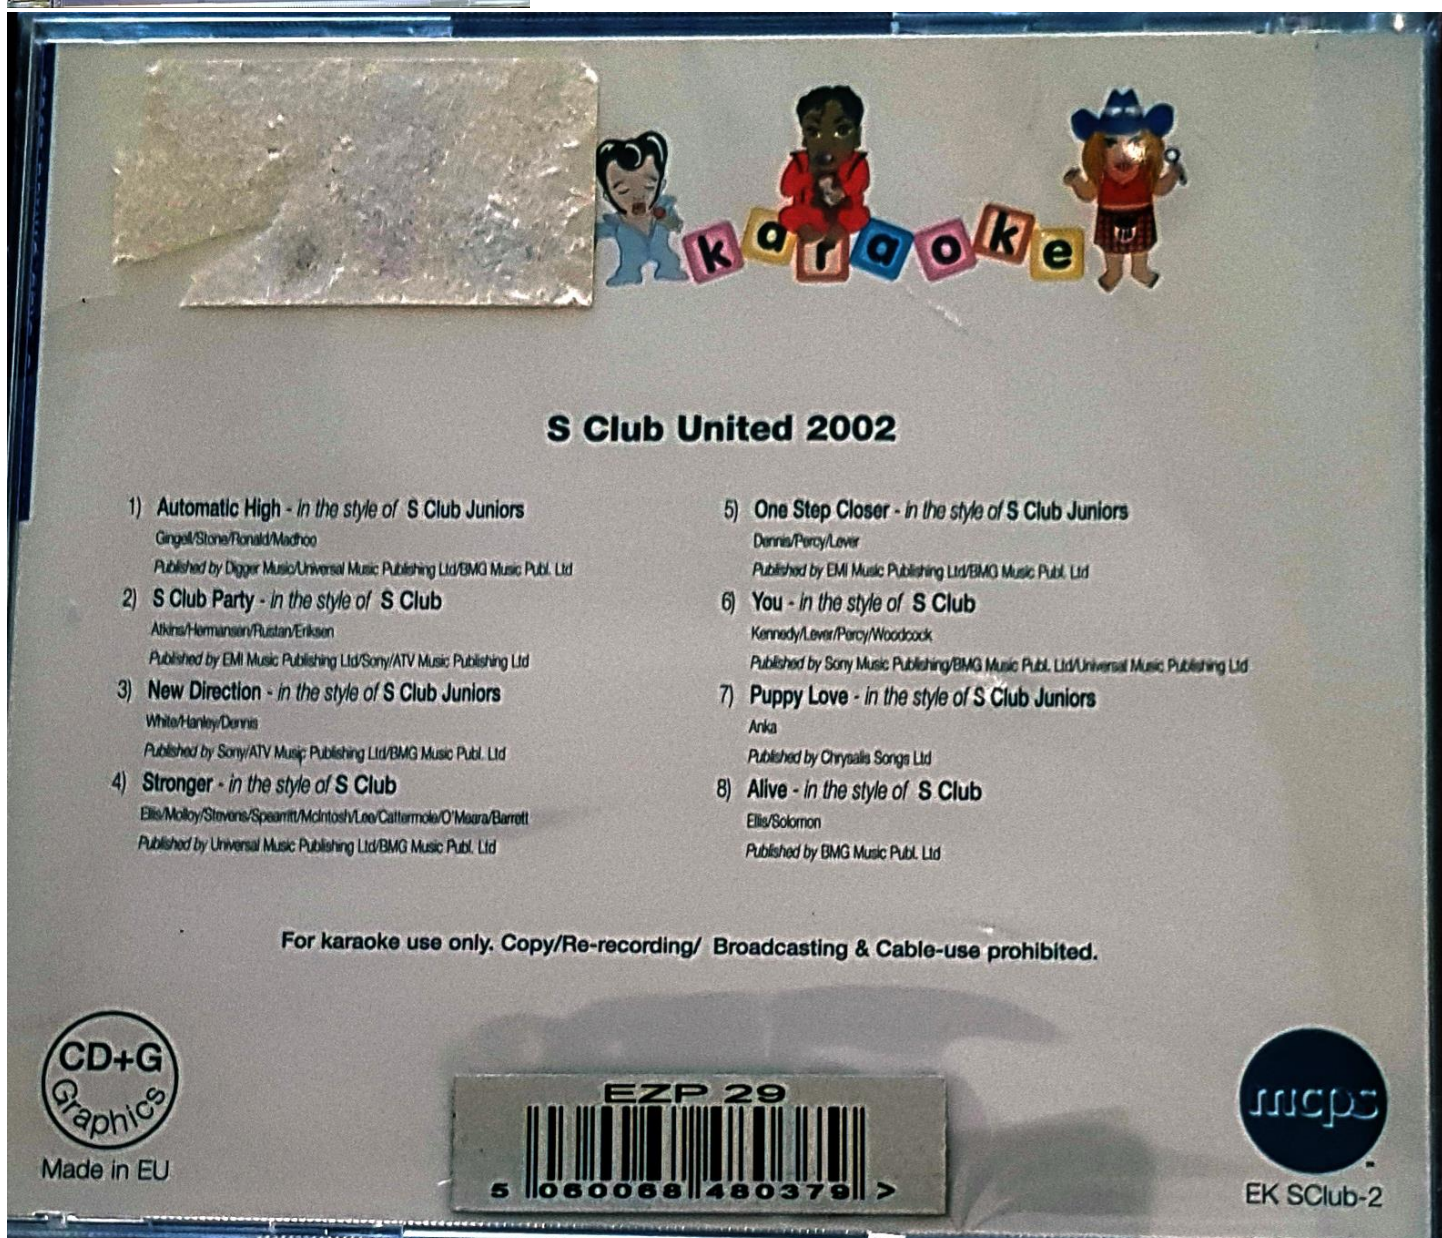 karaoke
S Club United 2002
1) Automatic High - in the style of S Club Juniors
Gingell/Stone/Ronald/Madhoo
Published by Digger Music/Universal Music Publishing Ltd/BMG Music Publ. Ltd
2) S Club Party - in the style of S Club
Atkins/Hermansen/Rustan/Eriksen
Published by EMI Music Publishing Ltd/Sony/ATV Music Publishing Ltd
3) New Direction - in the style of S Club Juniors
White/Hanley/Dennis
Published by Sony/ATV Music Publishing Ltd/BMG Music Publ. Ltd
4) Stronger - in the style of S Club
Ellis/Molloy/Stevens/Spearritt/McIntosh/Lee/Cattermole/O'Meara/Barrett
Published by Universal Music Publishing Ltd/BMG Music Publ. Ltd
5) One Step Closer - in the style of S Club Juniors
Dennis/Percy/Lever
Published by EMI Music Publishing Ltd/BMG Music Publ. Ltd
6) You - in the style of S Club
Kennedy/Lever/Percy/Woodcock
Published by Sony Music Publishing/BMG Music Publ. Ltd/Universal Music Publishing Ltd
7) Puppy Love - in the style of S Club Juniors
Anka
Published by Chrysalis Songs Ltd
8) Alive - in the style of S Club
Ellis/Solomon
Published by BMG Music Publ. Ltd
For karaoke use only. Copy/Re-recording/ Broadcasting & Cable-use prohibited.
CD+G
Graphics
Made in EU
EZP 29
5 060068 480379 >
mcps
EK SClub-2